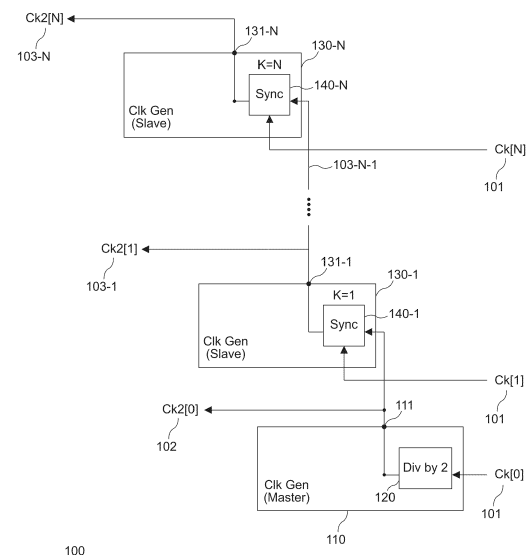 Ck2[N]
103-N
131-N
130-N
K=N
140-N
Sync
Clk Gen
(Slave)
Ck[N]
101
103-N-1
Ck2[1]
103-1
131-1
130-1
K=1
140-1
Sync
Clk Gen
(Slave)
Ck[1]
101
Ck2[0]
102
111
Div by 2
120
Clk Gen
(Master)
Ck[0]
101
110
100